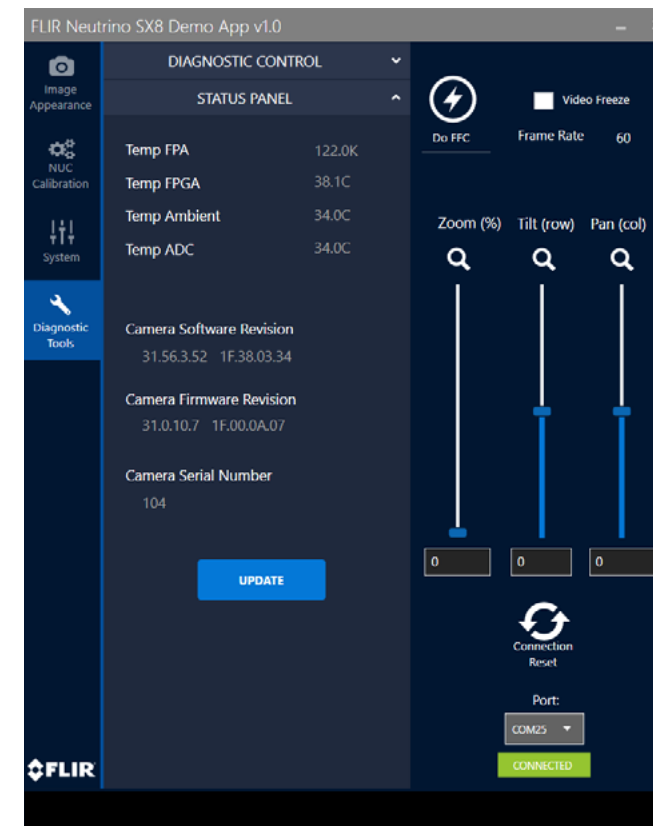 FLIR Neutrino SX8 Demo App v1.0
Image
Appearance
NUC
Calibration
System
Diagnostic
Tools
FLIR
DIAGNOSTIC CONTROL
STATUS PANEL
Temp FPA 122.0K
Temp FPGA 38.1C
Temp Ambient 34.0C
Temp ADC 34.0C
Camera Software Revision
31.56.3.52 1F.38.03.34
Camera Firmware Revision
31.0.10.7 1F.00.0A.07
Camera Serial Number
104
UPDATE
Do FFC
Video Freeze
Frame Rate 60
Zoom (%) Tilt (row) Pan (col)
0 0 0
Connection
Reset
Port:
COM25
CONNECTED